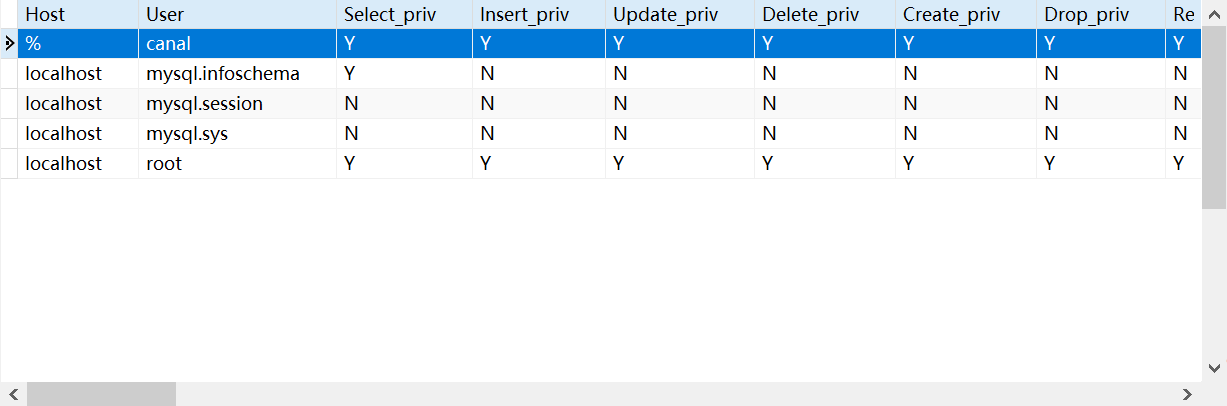 Host User Select_priv Insert_priv Update_priv Delete_priv Create_priv Drop_priv Re
% canal Y Y Y Y Y Y Y
localhost mysql.infoschema Y N N N N N N
localhost mysql.session N N N N N N N
localhost mysql.sys N N N N N N N
localhost root Y Y Y Y Y Y Y